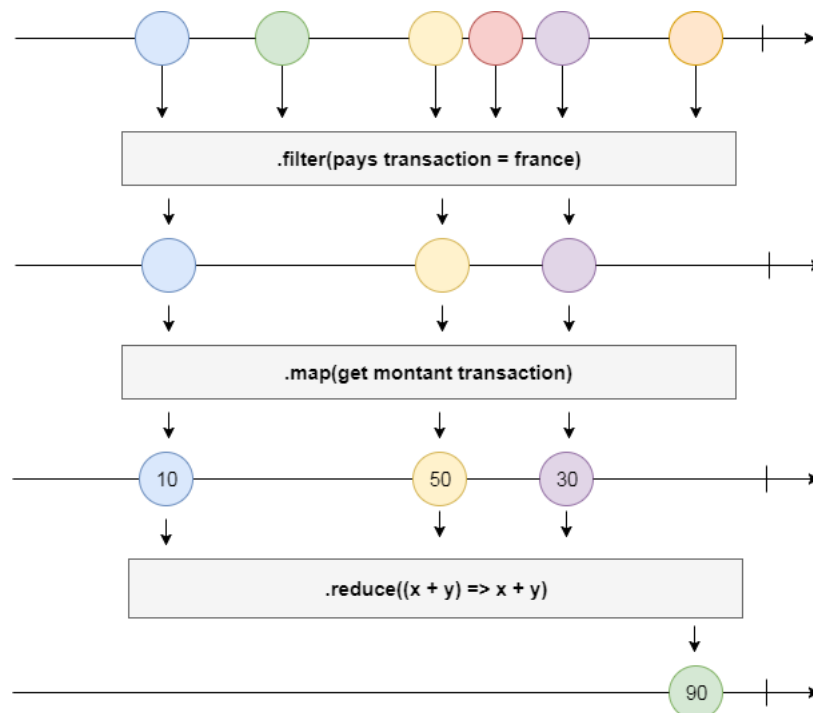 .filter(pays transaction = france)
.map(get montant transaction)
10 50 30
.reduce((x + y) => x + y)
90